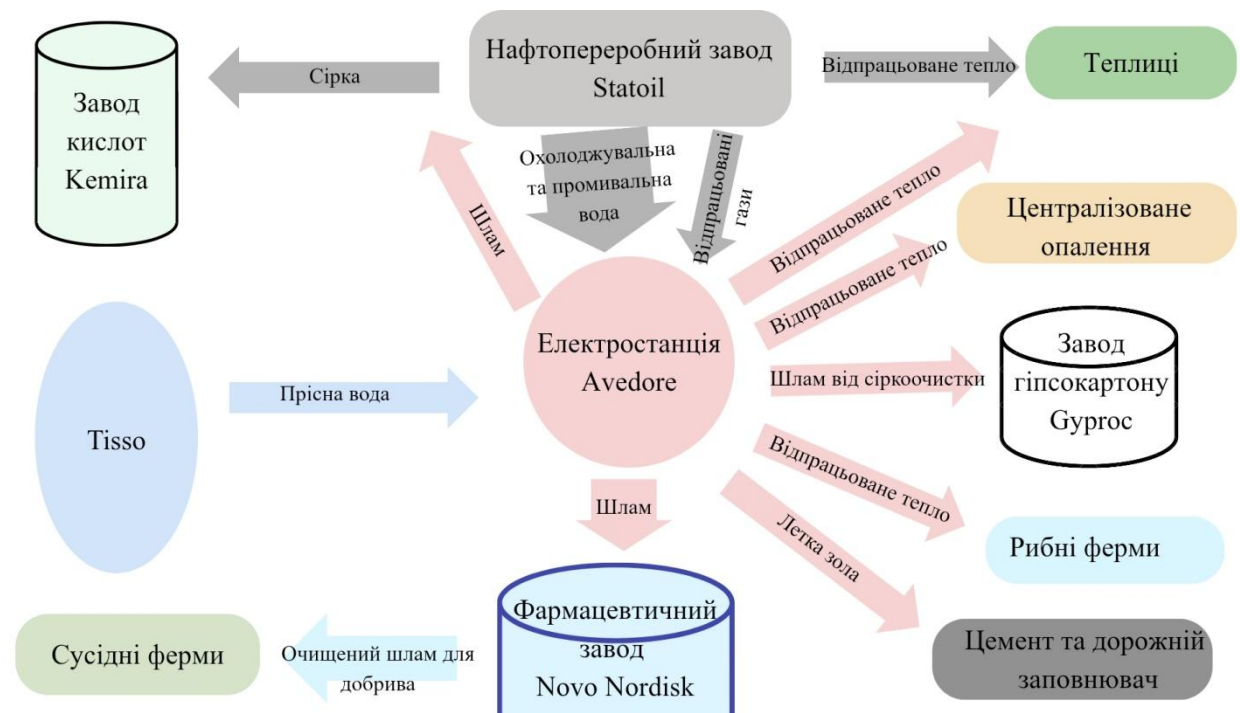 Нафтопереробний завод
Statoil
Сірка
Відпрацьоване тепло
Теплиці
Завод
кислот
Kemira
Охолоджувальна
та промивальна
вода
Відпрацьовані
гази
Шлам
Відпрацьоване тепло
Централізоване
опалення
Відпрацьоване тепло
Електростанція
Avedore
Шлам від сіркоочистки
Завод
гіпсокартону
Gyproc
Tisso
Прісна вода
Відпрацьоване тепло
Рибні ферми
Летка зола
Цемент та дорожній
заповнювач
Шлам
Фармацевтичний
завод
Novo Nordisk
Очищений шлам для
добрива
Сусідні ферми